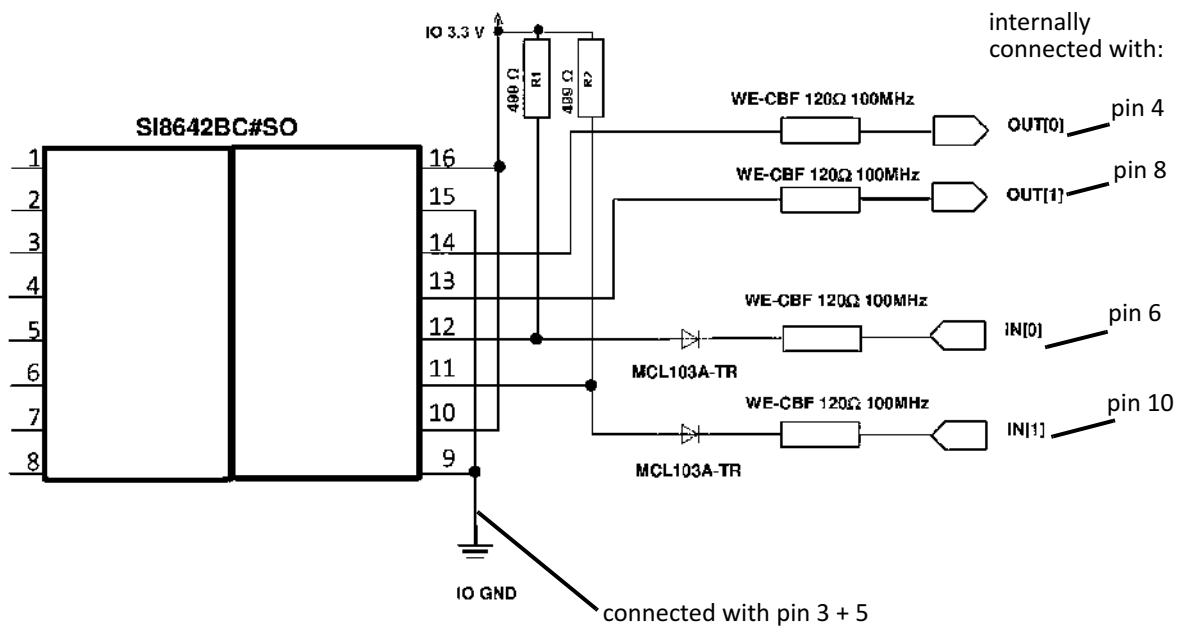 internally
connected with:
IO 3.3 V
499 Ω
R1
499 Ω
R2
WE-CBF 120Ω 100MHz
OUT[0]
pin 4
SI8642BC#SO
WE-CBF 120Ω 100MHz
OUT[1]
pin 8
1
16
2
15
3
14
4
13
WE-CBF 120Ω 100MHz
5
12
IN[0]
pin 6
MCL103A-TR
6
11
WE-CBF 120Ω 100MHz
7
10
IN[1]
pin 10
8
9
MCL103A-TR
IO GND
connected with pin 3 + 5